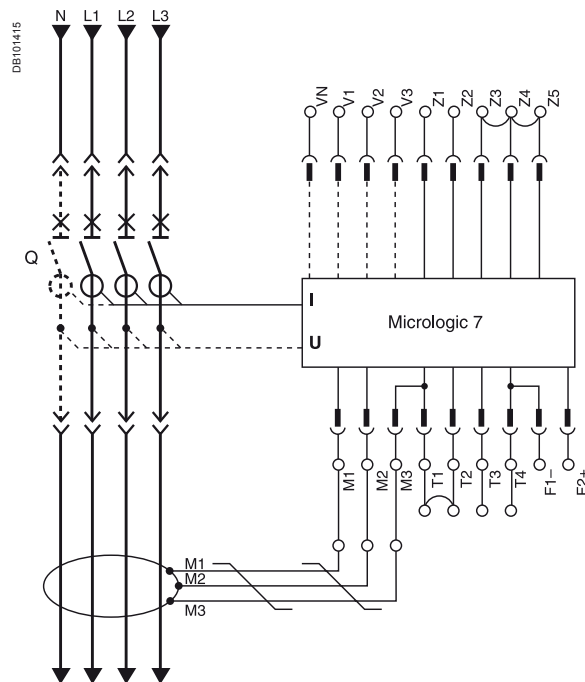 DB101415
N L1 L2 L3
VN V1 V2 V3 Z1 Z2 Z3 Z4 Z5
Q
I
Micrologic 7
U
M1 M2 M3 T1 T2 T3 T4 F1– F2+
M1
M2
M3